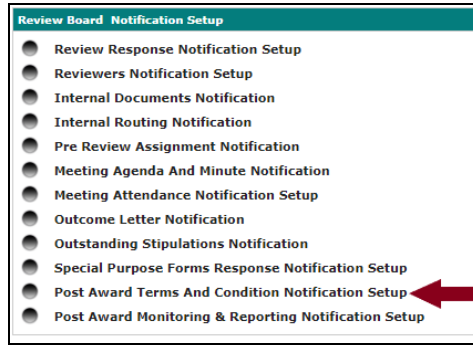 Review Board Notification Setup
Review Response Notification Setup
Reviewers Notification Setup
Internal Documents Notification
Internal Routing Notification
Pre Review Assignment Notification
Meeting Agenda And Minute Notification
Meeting Attendance Notification Setup
Outcome Letter Notification
Outstanding Stipulations Notification
Special Purpose Forms Response Notification Setup
Post Award Terms And Condition Notification Setup
Post Award Monitoring & Reporting Notification Setup